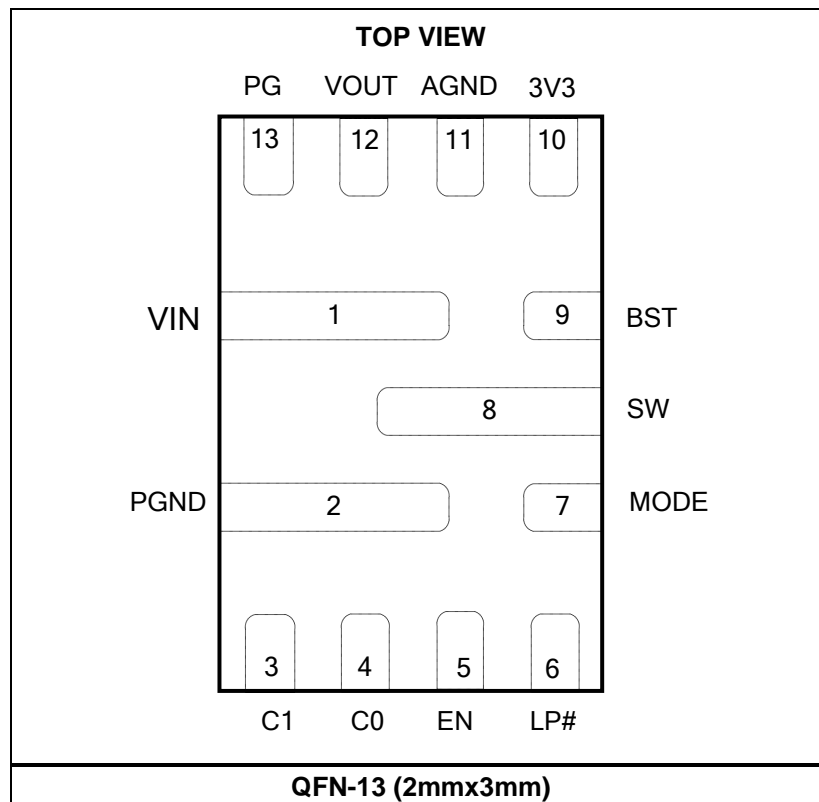 TOP VIEW
PG VOUT AGND 3V3
13 12 11 10
VIN 1 9 BST
8 SW
PGND 2 7 MODE
3 4 5 6
C1 C0 EN LP#
QFN-13 (2mmx3mm)